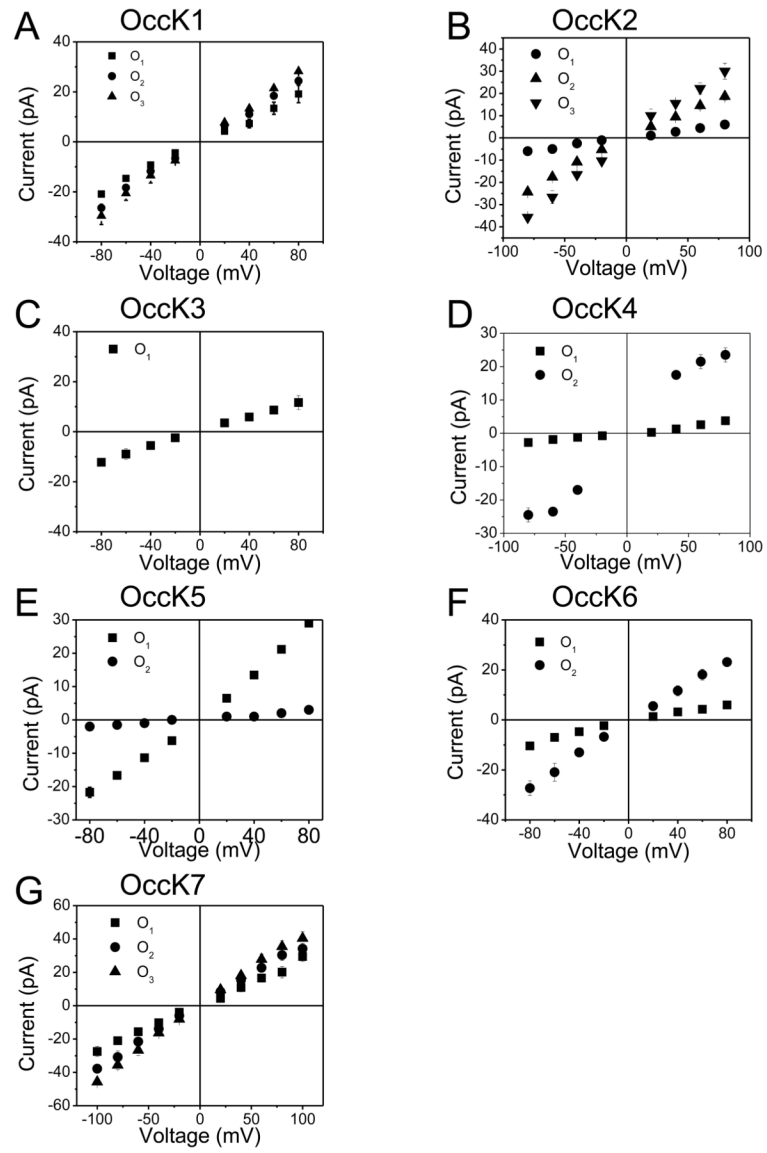 A OccK1
40
20
0
-20
-40
Current (pA)
O1
O2
O3
-80 -40 0 40 80
Voltage (mV)
B OccK2
40
30
20
10
0
-10
-20
-30
-40
Current (pA)
O1
O2
O3
-100 -50 0 50 100
Voltage (mV)
C OccK3
40
20
0
-20
-40
Current (pA)
O1
-80 -40 0 40 80
Voltage (mV)
D OccK4
30
20
10
0
-10
-20
-30
Current (pA)
O1
O2
-100 -50 0 50 100
Voltage (mV)
E OccK5
30
20
10
0
-10
-20
-30
Current (pA)
O1
O2
-80 -40 0 40 80
Voltage (mV)
F OccK6
40
20
0
-20
-40
Current (pA)
O1
O2
-80 -40 0 40 80
Voltage (mV)
G OccK7
60
40
20
0
-20
-40
-60
Current (pA)
O1
O2
O3
-100 -50 0 50 100
Voltage (mV)